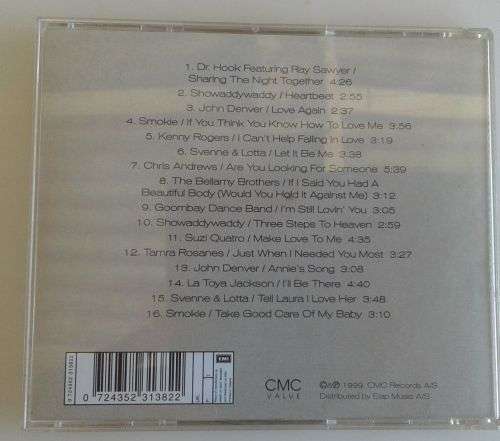 1. Dr. Hook Featuring Ray Sawyer /
Sharing The Night Together 4:26
2. Showaddywaddy / Heartbeat 2:55
3. John Denver / Love Again 2:37
4. Smokie / If You Think You Know How To Love Me 3:56
5. Kenny Rogers / I Can't Help Falling In Love 3:19
6. Svenne & Lotta / Let It Be Me 3:38
7. Chris Andrews / Are You Looking For Someone 5:39
8. The Bellamy Brothers / If I Said You Had A
Beautiful Body (Would You Hold It Against Me) 3:12
9. Goombay Dance Band / I'm Still Lovin' You 3:05
10. Showaddywaddy / Three Steps To Heaven 2:59
11. Suzi Quatro / Make Love To Me 4:35
12. Tamra Rosanes / Just When I Needed You Most 3:27
13. John Denver / Annie's Song 3:08
14. La Toya Jackson / I'll Be There 4:40
15. Svenne & Lotta / Tell Laura I Love Her 3:48
16. Smokie / Take Good Care Of My Baby 3:10
0 724352 313822
EMI
CMC
VALUE
©℗ 1999. CMC Records A/S
Distributed by Elap Music A/S